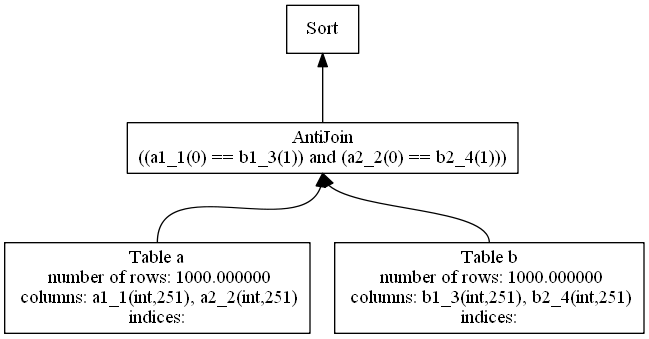 Sort
AntiJoin
((a1_1(0) == b1_3(1)) and (a2_2(0) == b2_4(1)))
Table a
number of rows: 1000.000000
columns: a1_1(int,251), a2_2(int,251)
indices:
Table b
number of rows: 1000.000000
columns: b1_3(int,251), b2_4(int,251)
indices: